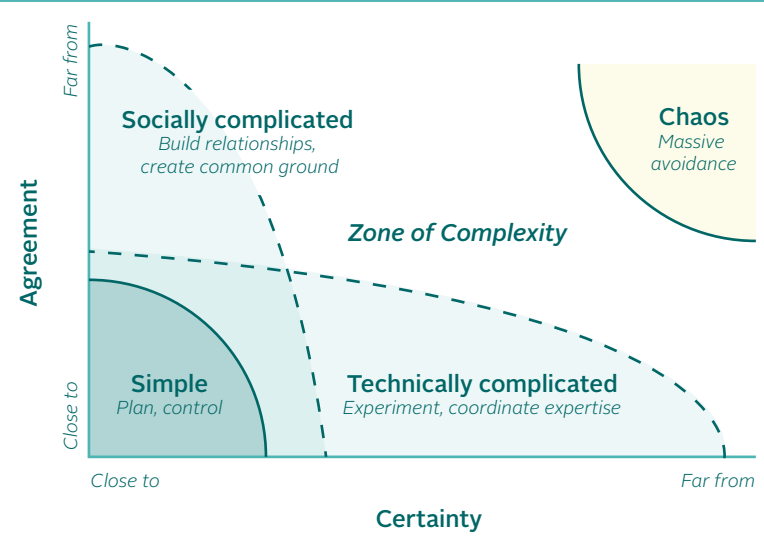 Far from
Socially complicated
Build relationships,
create common ground
Chaos
Massive
avoidance
Agreement
Zone of Complexity
Simple
Plan, control
Technically complicated
Experiment, coordinate expertise
Close to
Close to
Far from
Certainty